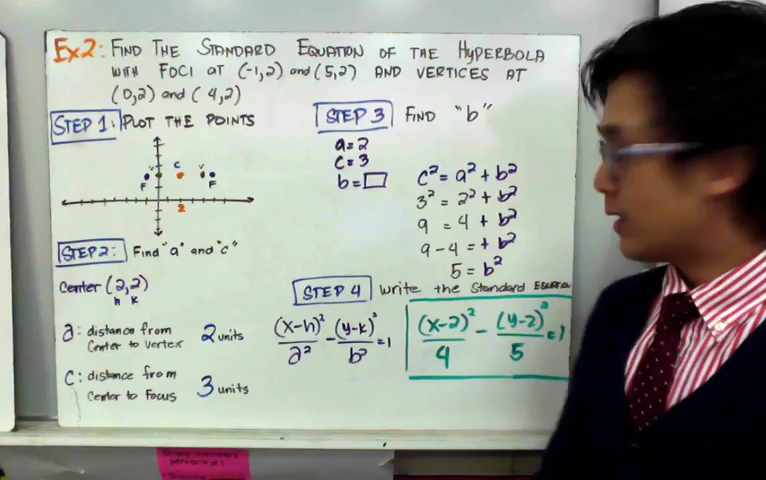 Ex2: FIND THE STANDARD EQUATION OF THE HYPERBOLA
WITH FOCI AT (-1,2) and (5,2) AND VERTICES AT
(0,2) and (4,2)
STEP 1: PLOT THE POINTS
V C V
F F
2
STEP2: Find "a" and "c"
Center (2,2)
h k
a: distance from
Center to vertex 2 units
C: distance from
Center to Focus 3 units
STEP 3 FIND "b"
a=2
c=3
b=□
c² = a² + b²
3² = 2² + b²
9 = 4 + b²
9-4 = + b²
5 = b²
STEP 4 Write the Standard EQUATION
(x-h)²/a² - (y-k)²/b² = 1
(x-2)²/4 - (y-2)²/5 = 1
Group members